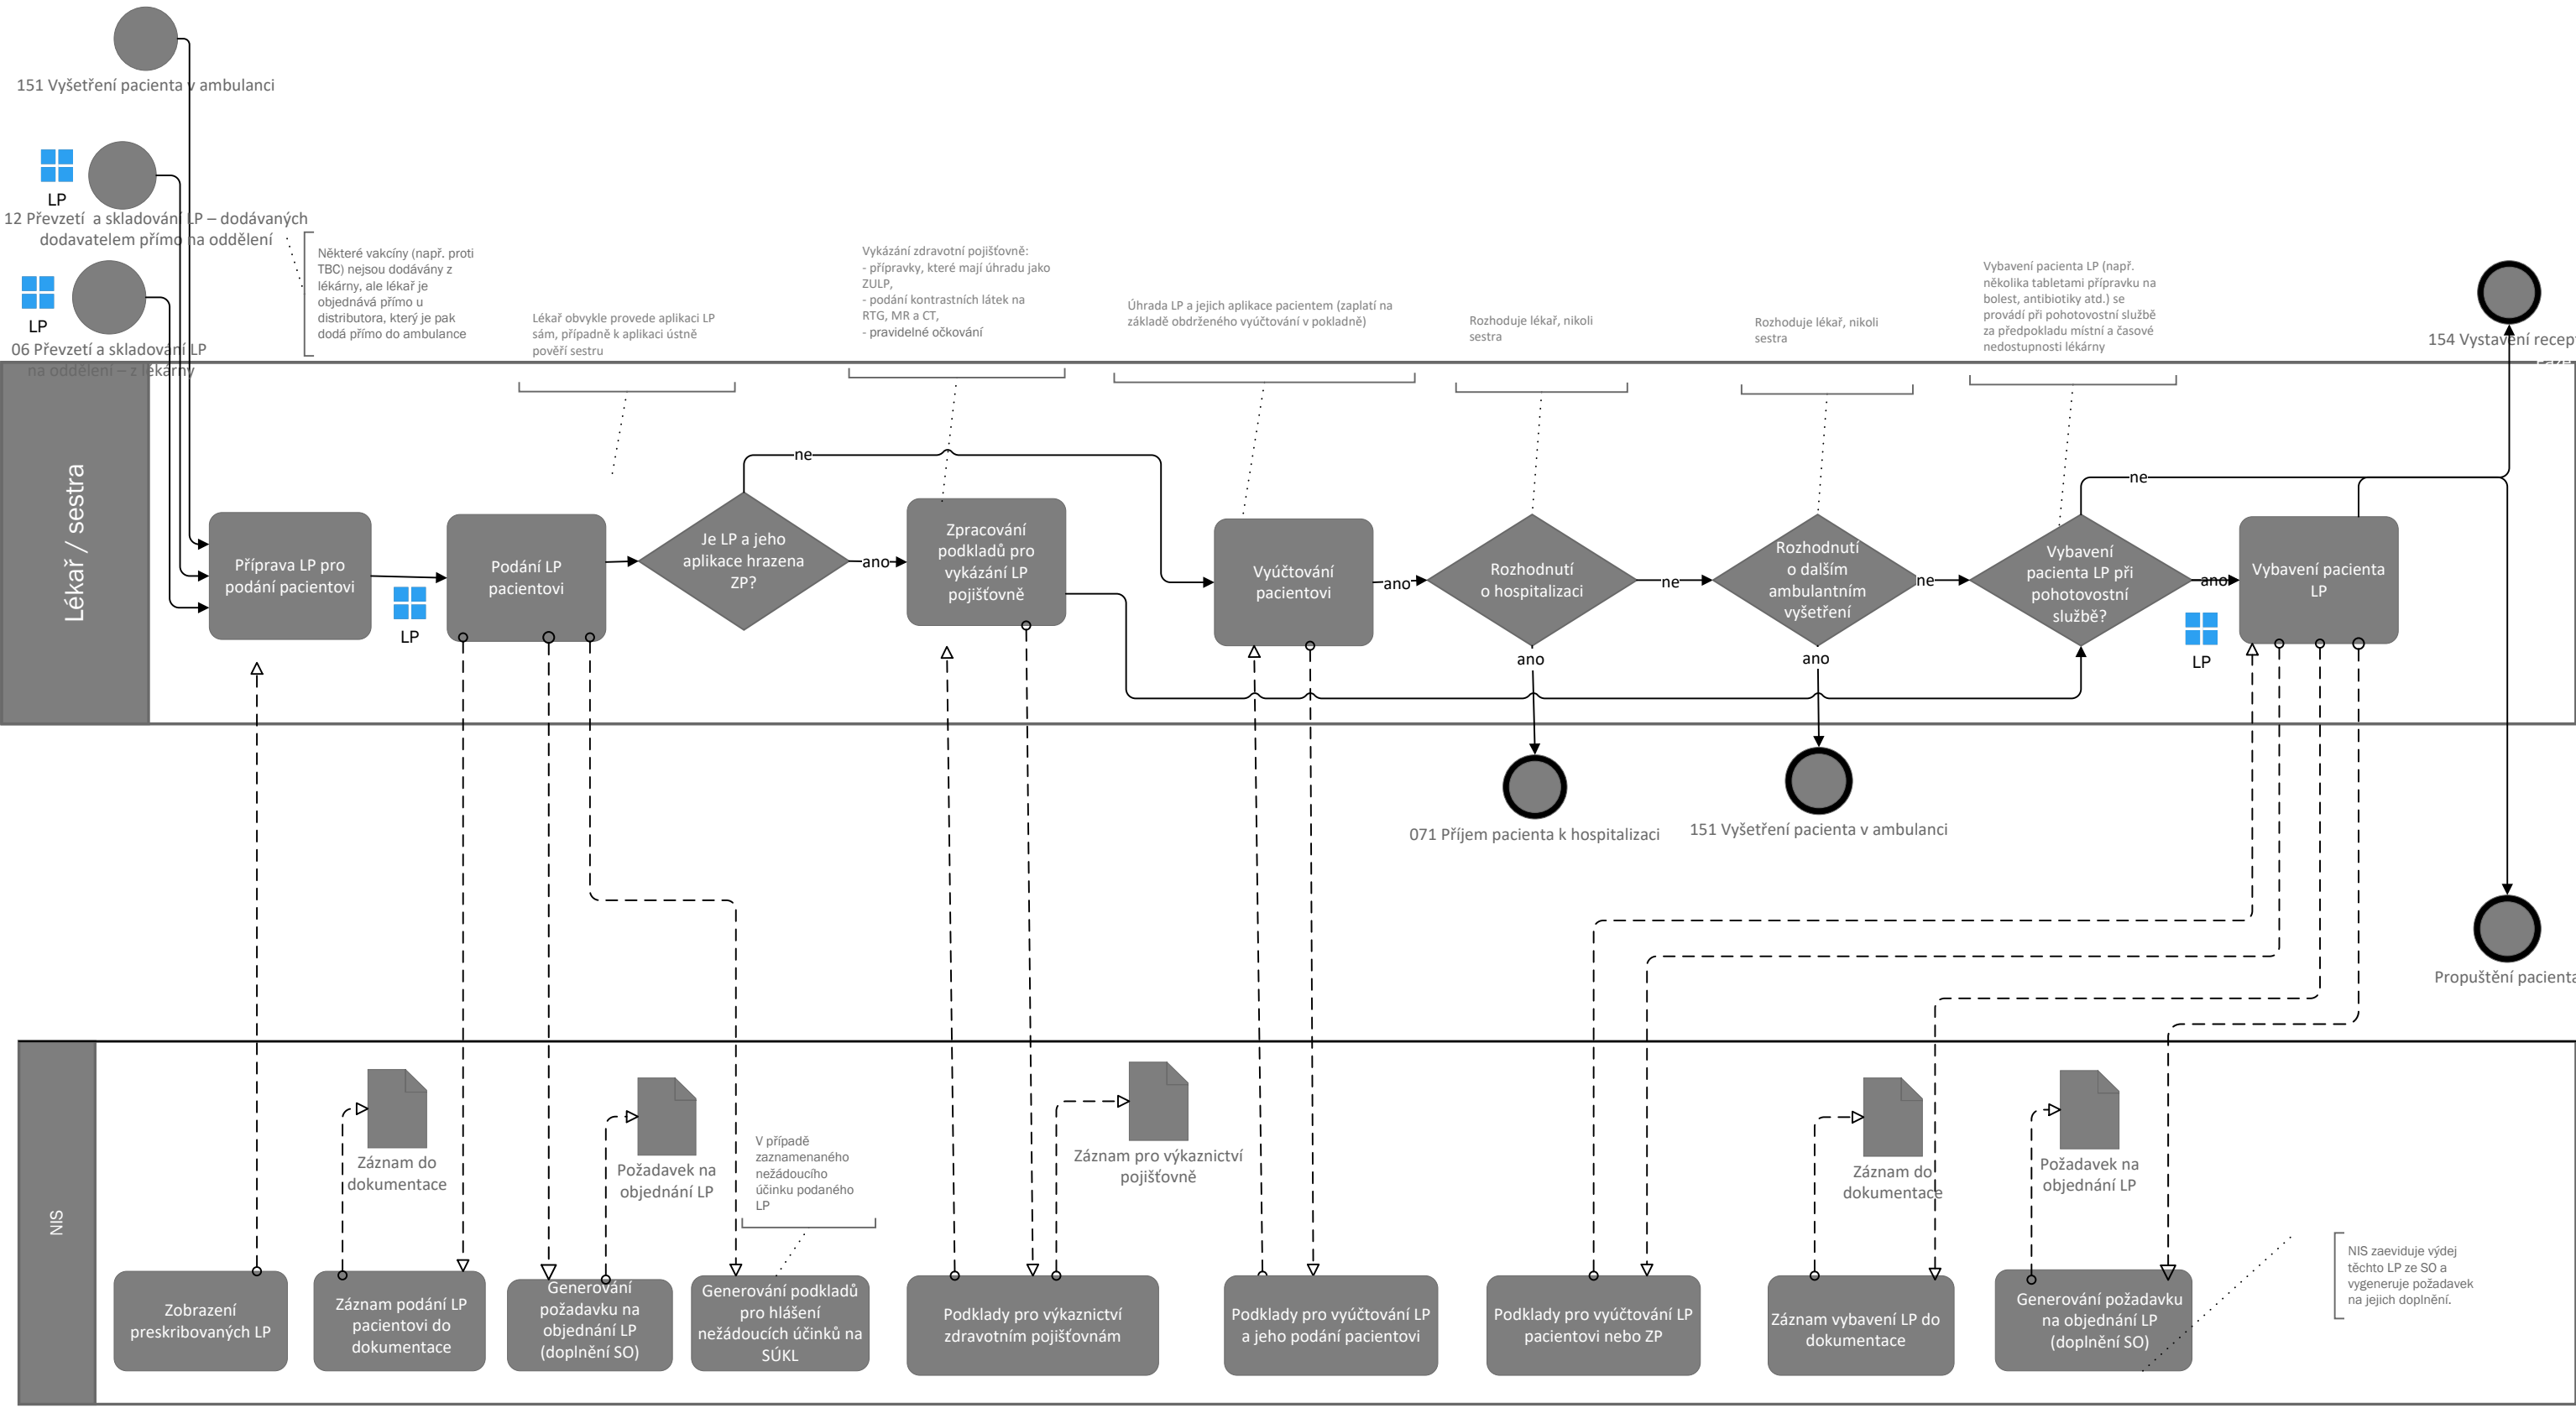 151 Vyšetření pacienta v ambulanci
LP
12 Převzetí a skladování LP – dodávaných
dodavatelem přímo na oddělení
LP
06 Převzetí a skladování LP
na oddělení – z lékárny
Některé vakcíny (např. proti
TBC) nejsou dodávány z
lékárny, ale lékař je
objednává přímo u
distributora, který je pak
dodá přímo do ambulance
Lékař obvykle provede aplikaci LP
sám, případně k aplikaci ústně
pověří sestru
Vykázání zdravotní pojišťovně:
- přípravky, které mají úhradu jako
ZULP,
- podání kontrastních látek na
RTG, MR a CT,
- pravidelné očkování
Úhrada LP a jejich aplikace pacientem (zaplatí na
základě obdrženého vyúčtování v pokladně)
Rozhoduje lékař, nikoli
sestra
Rozhoduje lékař, nikoli
sestra
Vybavení pacienta LP (např.
několika tabletami přípravku na
bolest, antibiotiky atd.) se
provádí při pohotovostní službě
za předpokladu místní a časové
nedostupnosti lékárny
154 Vystavení recept
Lékař / sestra
Příprava LP pro
podání pacientovi
LP
Podání LP
pacientovi
Je LP a jeho
aplikace hrazena
ZP?
ne
ano
Zpracování
podkladů pro
vykázání LP
pojišťovně
Vyúčtování
pacientovi
ano
Rozhodnutí
o hospitalizaci
ne
ano
Rozhodnutí
o dalším
ambulantním
vyšetření
ne
ano
Vybavení
pacienta LP při
pohotovostní
službě?
ne
ano
LP
Vybavení pacienta
LP
071 Příjem pacienta k hospitalizaci
151 Vyšetření pacienta v ambulanci
Propuštění pacienta
NIS
Záznam do
dokumentace
Požadavek na
objednání LP
V případě
zaznamenaného
nežádoucího
účinku podaného
LP
Záznam pro výkaznictví
pojišťovně
Záznam do
dokumentace
Požadavek na
objednání LP
NIS zaeviduje výdej
těchto LP ze SO a
vygeneruje požadavek
na jejich doplnění.
Zobrazení
preskribovaných LP
Záznam podání LP
pacientovi do
dokumentace
Generování
požadavku na
objednání LP
(doplnění SO)
Generování podkladů
pro hlášení
nežádoucích účinků na
SÚKL
Podklady pro výkaznictví
zdravotním pojišťovnám
Podklady pro vyúčtování LP
a jeho podání pacientovi
Podklady pro vyúčtování LP
pacientovi nebo ZP
Záznam vybavení LP do
dokumentace
Generování požadavku
na objednání LP
(doplnění SO)